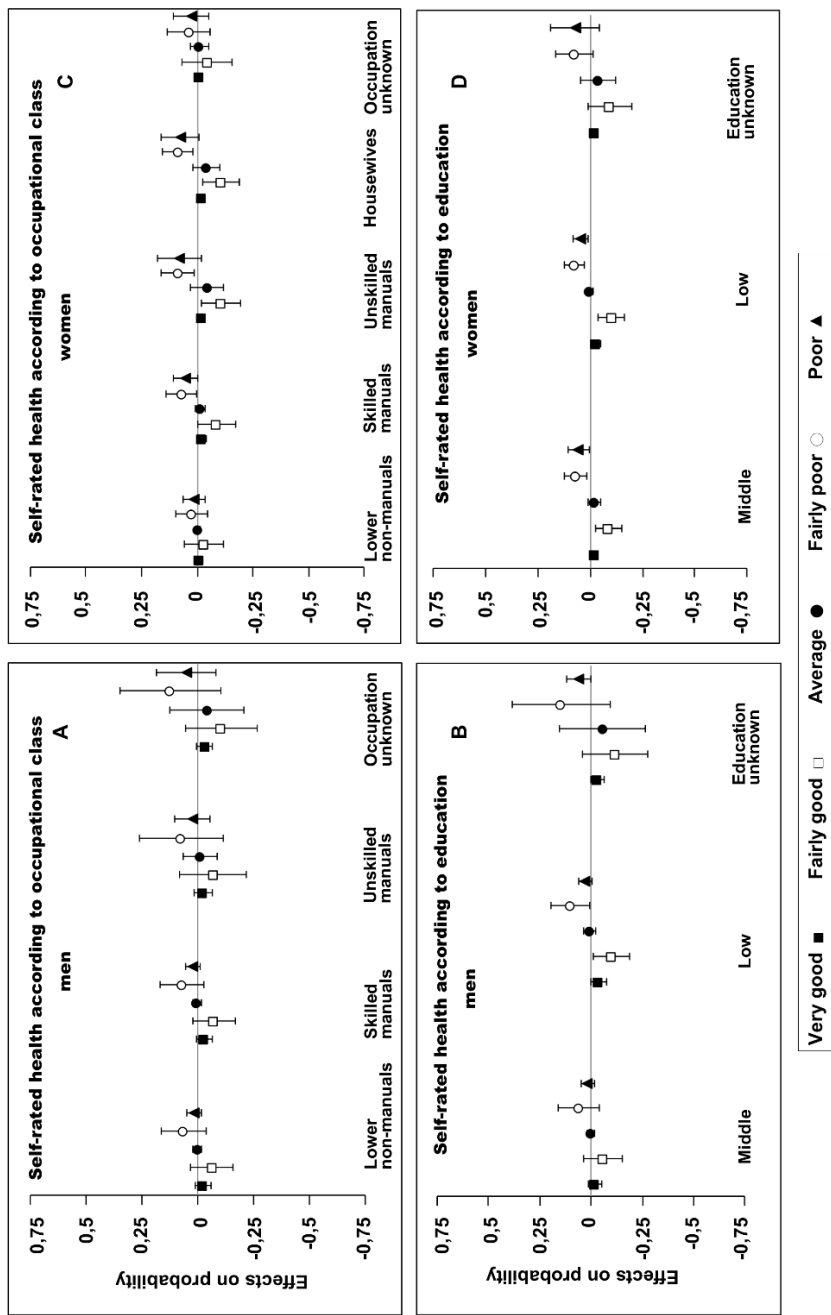 Self-rated health according to occupational class
men
A
Effects on probability
0,75
0,5
0,25
0
-0,25
-0,5
-0,75
Lower
non-manuals
Skilled
manuals
Unskilled
manuals
Occupation
unknown
Self-rated health according to occupational class
women
C
0,75
0,5
0,25
0
-0,25
-0,5
-0,75
Lower
non-manuals
Skilled
manuals
Unskilled
manuals
Housewives
Occupation
unknown
Self-rated health according to education
men
B
Effects on probability
0,75
0,5
0,25
0
-0,25
-0,5
-0,75
Middle
Low
Education
unknown
Self-rated health according to education
women
D
0,75
0,5
0,25
0
-0,25
-0,5
-0,75
Middle
Low
Education
unknown
Very good ■ Fairly good □ Average ● Fairly poor ○ Poor ▲